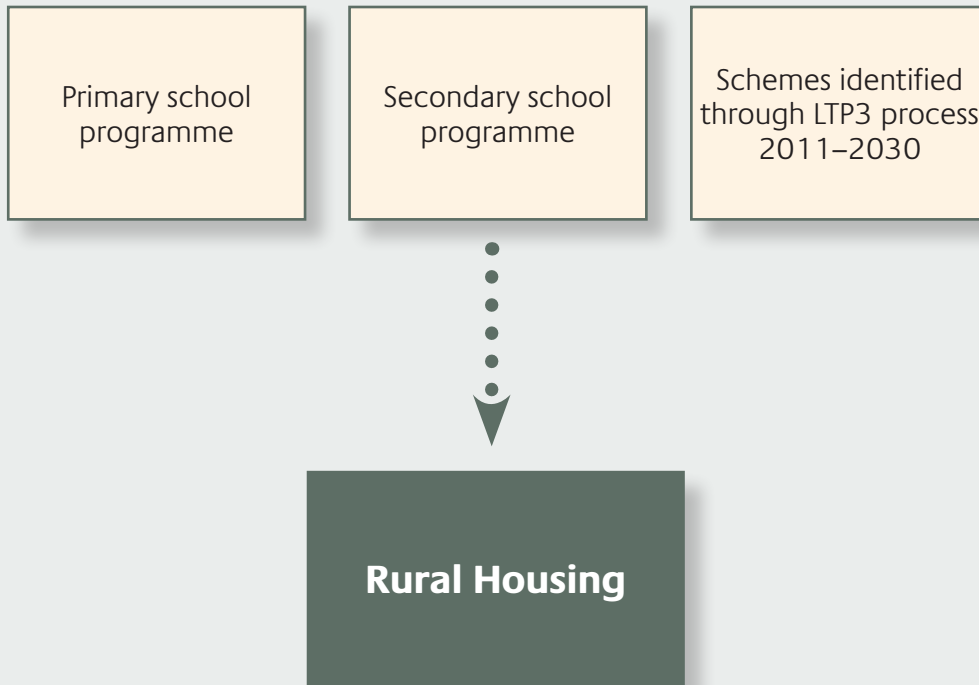 Primary school
programme
Secondary school
programme
Schemes identified
through LTP3 process
2011–2030
Rural Housing